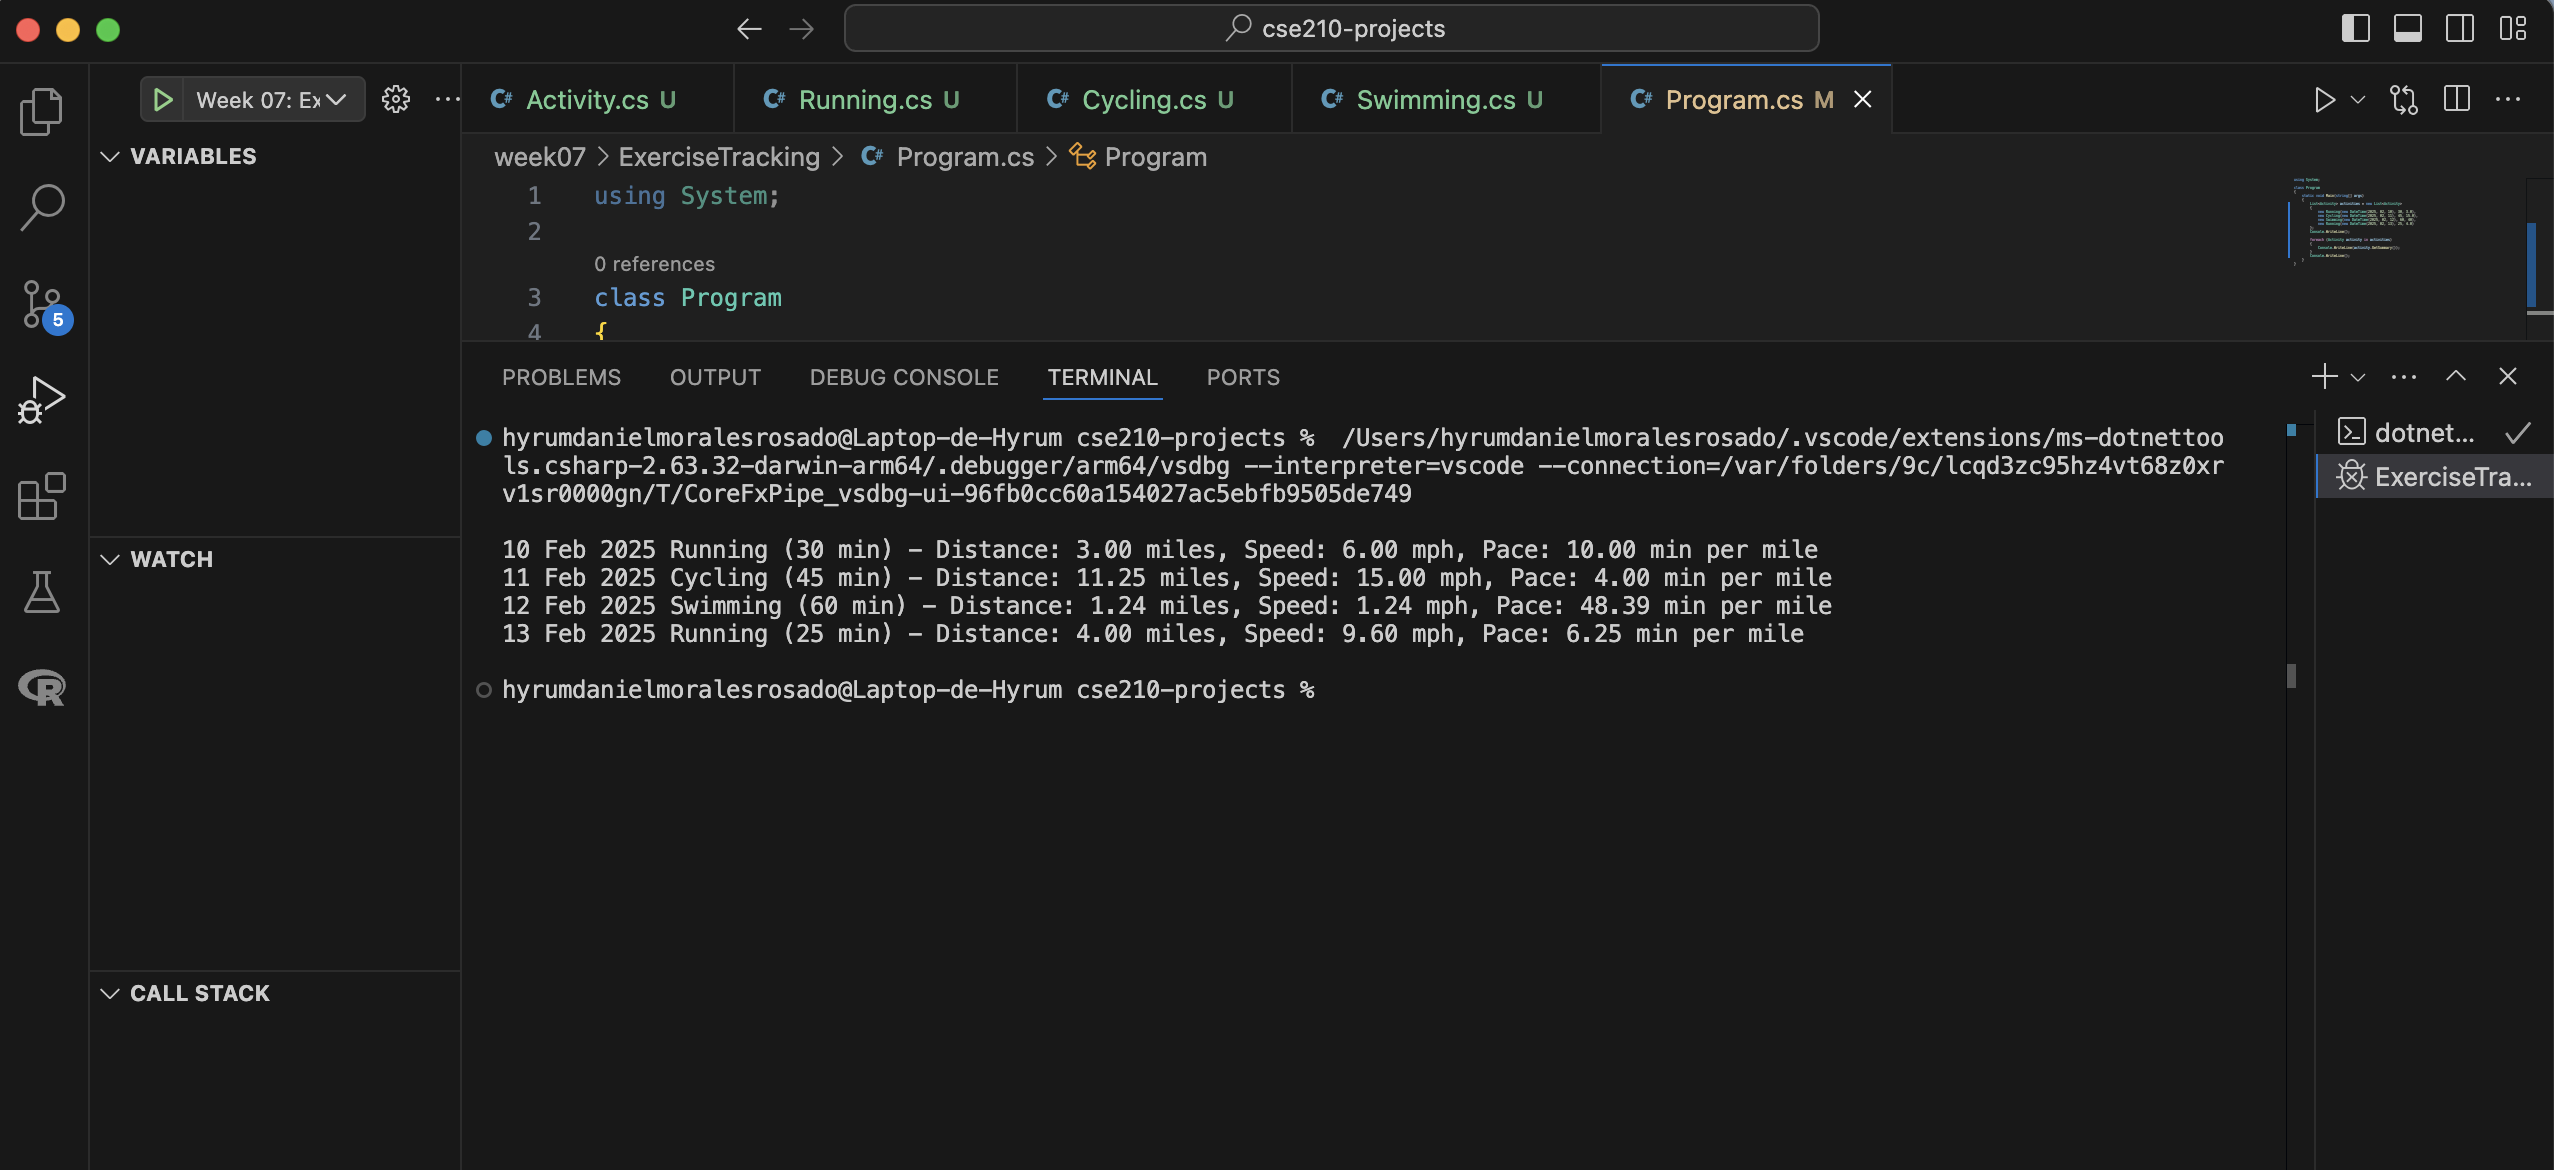 cse210-projects
Week 07: Ex
C# Activity.cs U
C# Running.cs U
C# Cycling.cs U
C# Swimming.cs U
C# Program.cs M
VARIABLES
week07 > ExerciseTracking > C# Program.cs > Program
1 using System;
2
0 references
3 class Program
4 {
5
PROBLEMS OUTPUT DEBUG CONSOLE TERMINAL PORTS
hyrumdanielmoralesrosado@Laptop-de-Hyrum cse210-projects %  /Users/hyrumdanielmoralesrosado/.vscode/extensions/ms-dotnettoo
ls.csharp-2.63.32-darwin-arm64/.debugger/arm64/vsdbg --interpreter=vscode --connection=/var/folders/9c/lcqd3zc95hz4vt68z0xr
v1sr0000gn/T/CoreFxPipe_vsdbg-ui-96fb0cc60a154027ac5ebfb9505de749
10 Feb 2025 Running (30 min) - Distance: 3.00 miles, Speed: 6.00 mph, Pace: 10.00 min per mile
11 Feb 2025 Cycling (45 min) - Distance: 11.25 miles, Speed: 15.00 mph, Pace: 4.00 min per mile
12 Feb 2025 Swimming (60 min) - Distance: 1.24 miles, Speed: 1.24 mph, Pace: 48.39 min per mile
13 Feb 2025 Running (25 min) - Distance: 4.00 miles, Speed: 9.60 mph, Pace: 6.25 min per mile
hyrumdanielmoralesrosado@Laptop-de-Hyrum cse210-projects %
dotnet...
ExerciseTra...
WATCH
CALL STACK